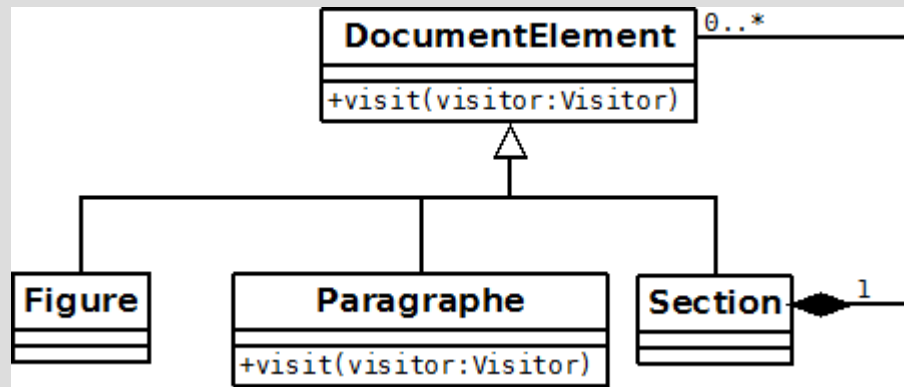 DocumentElement
0..*
+visit(visitor:Visitor)
Figure
Paragraphe
Section
1
+visit(visitor:Visitor)